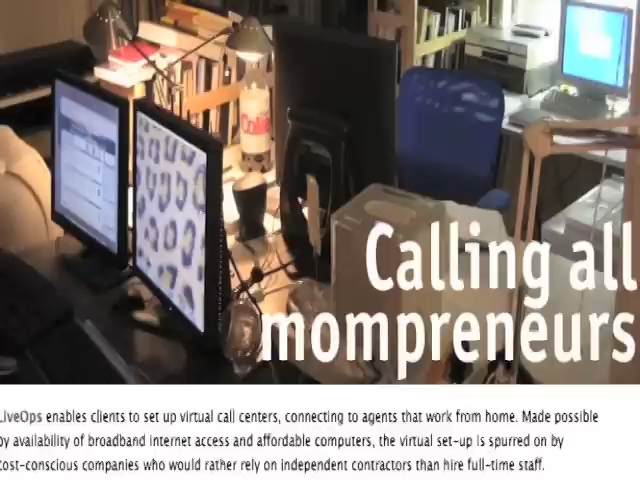 Coke
Calling all
mompreneurs
LiveOps enables clients to set up virtual call centers, connecting to agents that work from home. Made possible
by availability of broadband internet access and affordable computers, the virtual set-up is spurred on by
cost-conscious companies who would rather rely on independent contractors than hire full-time staff.